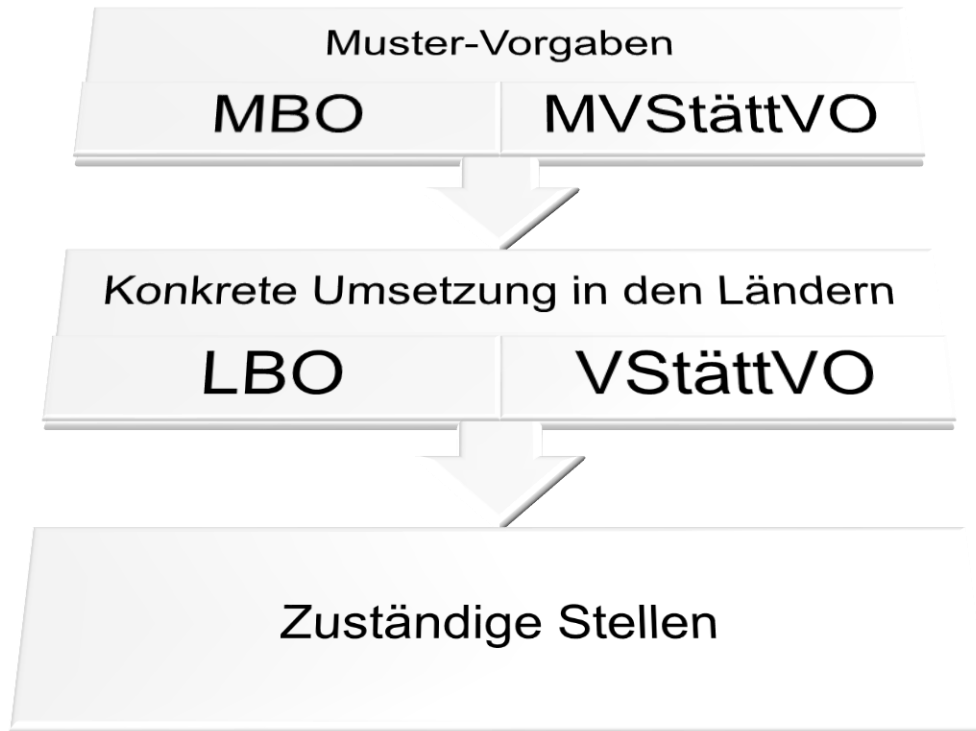 Muster-Vorgaben
MBO
MVStättVO
Konkrete Umsetzung in den Ländern
LBO
VStättVO
Zuständige Stellen